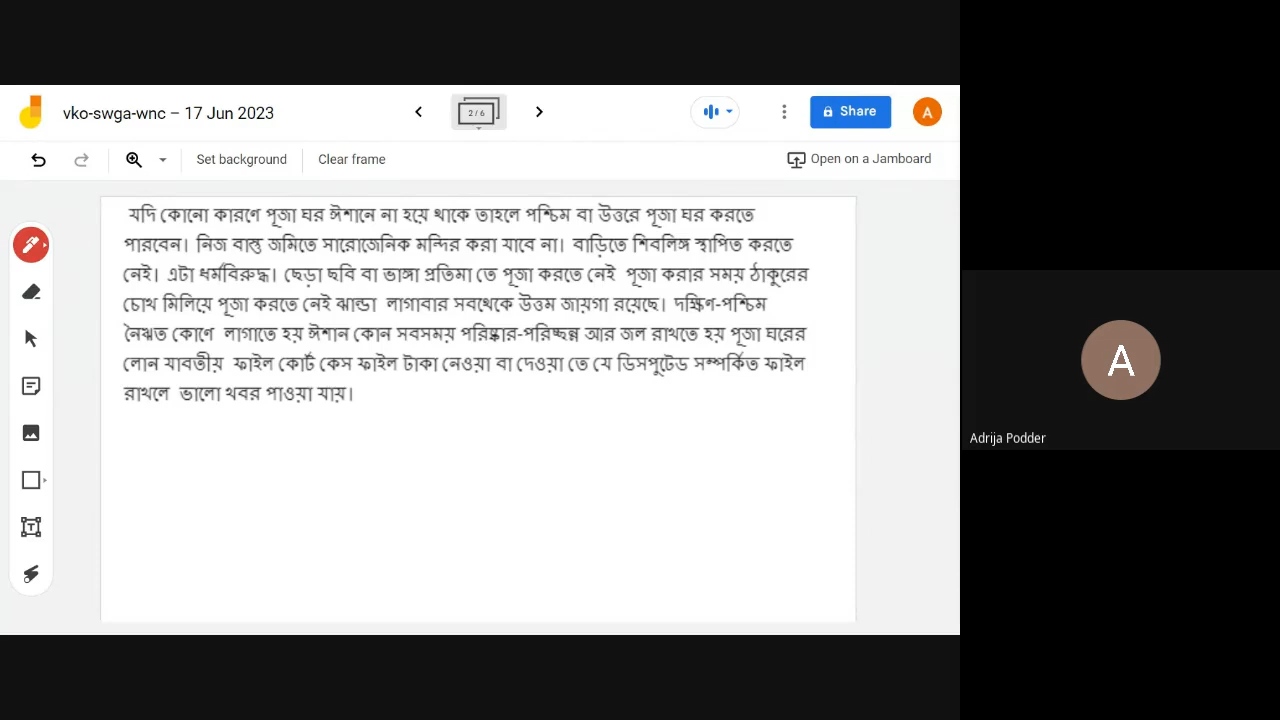 vko-swga-wnc – 17 Jun 2023
2 / 6
Share
A
Set background
Clear frame
Open on a Jamboard
যদি কোনো কারণে পূজা ঘর ঈশানে না হয়ে থাকে তাহলে পশ্চিম বা উত্তরে পূজা ঘর করতে
পারবেন। নিজ বাস্তু জমিতে সারোজেনিক মন্দির করা যাবে না। বাড়িতে শিবলিঙ্গ স্থাপিত করতে
নেই। এটা ধর্মবিরুদ্ধ। ছেড়া ছবি বা ভাঙ্গা প্রতিমা তে পূজা করতে নেই পূজা করার সময় ঠাকুরের
চোখ মিলিয়ে পূজা করতে নেই ঝান্ডা লাগাবার সবথেকে উত্তম জায়গা রয়েছে। দক্ষিণ-পশ্চিম
নৈঋত কোণে লাগাতে হয় ঈশান কোন সবসময় পরিষ্কার-পরিচ্ছন্ন আর জল রাখতে হয় পূজা ঘরের
লোন যাবতীয় ফাইল কোর্ট কেস ফাইল টাকা নেওয়া বা দেওয়া তে যে ডিসপুটেড সম্পর্কিত ফাইল
রাখলে ভালো খবর পাওয়া যায়।
A
Adrija Podder